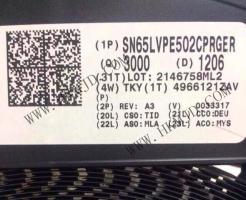 (1P) SN65LVPE502CPRGER
(Q) 3000 (D) 1206
(31T) LOT: 2146758ML2
(4W) TKY(1T) 4966121ZAV
(P)
(2P) REV: A3 (V) 0033317
(20L) CSO:TID (21L) CCO:DEU
(22L) ASO:MLA (23L) ACO:MYS